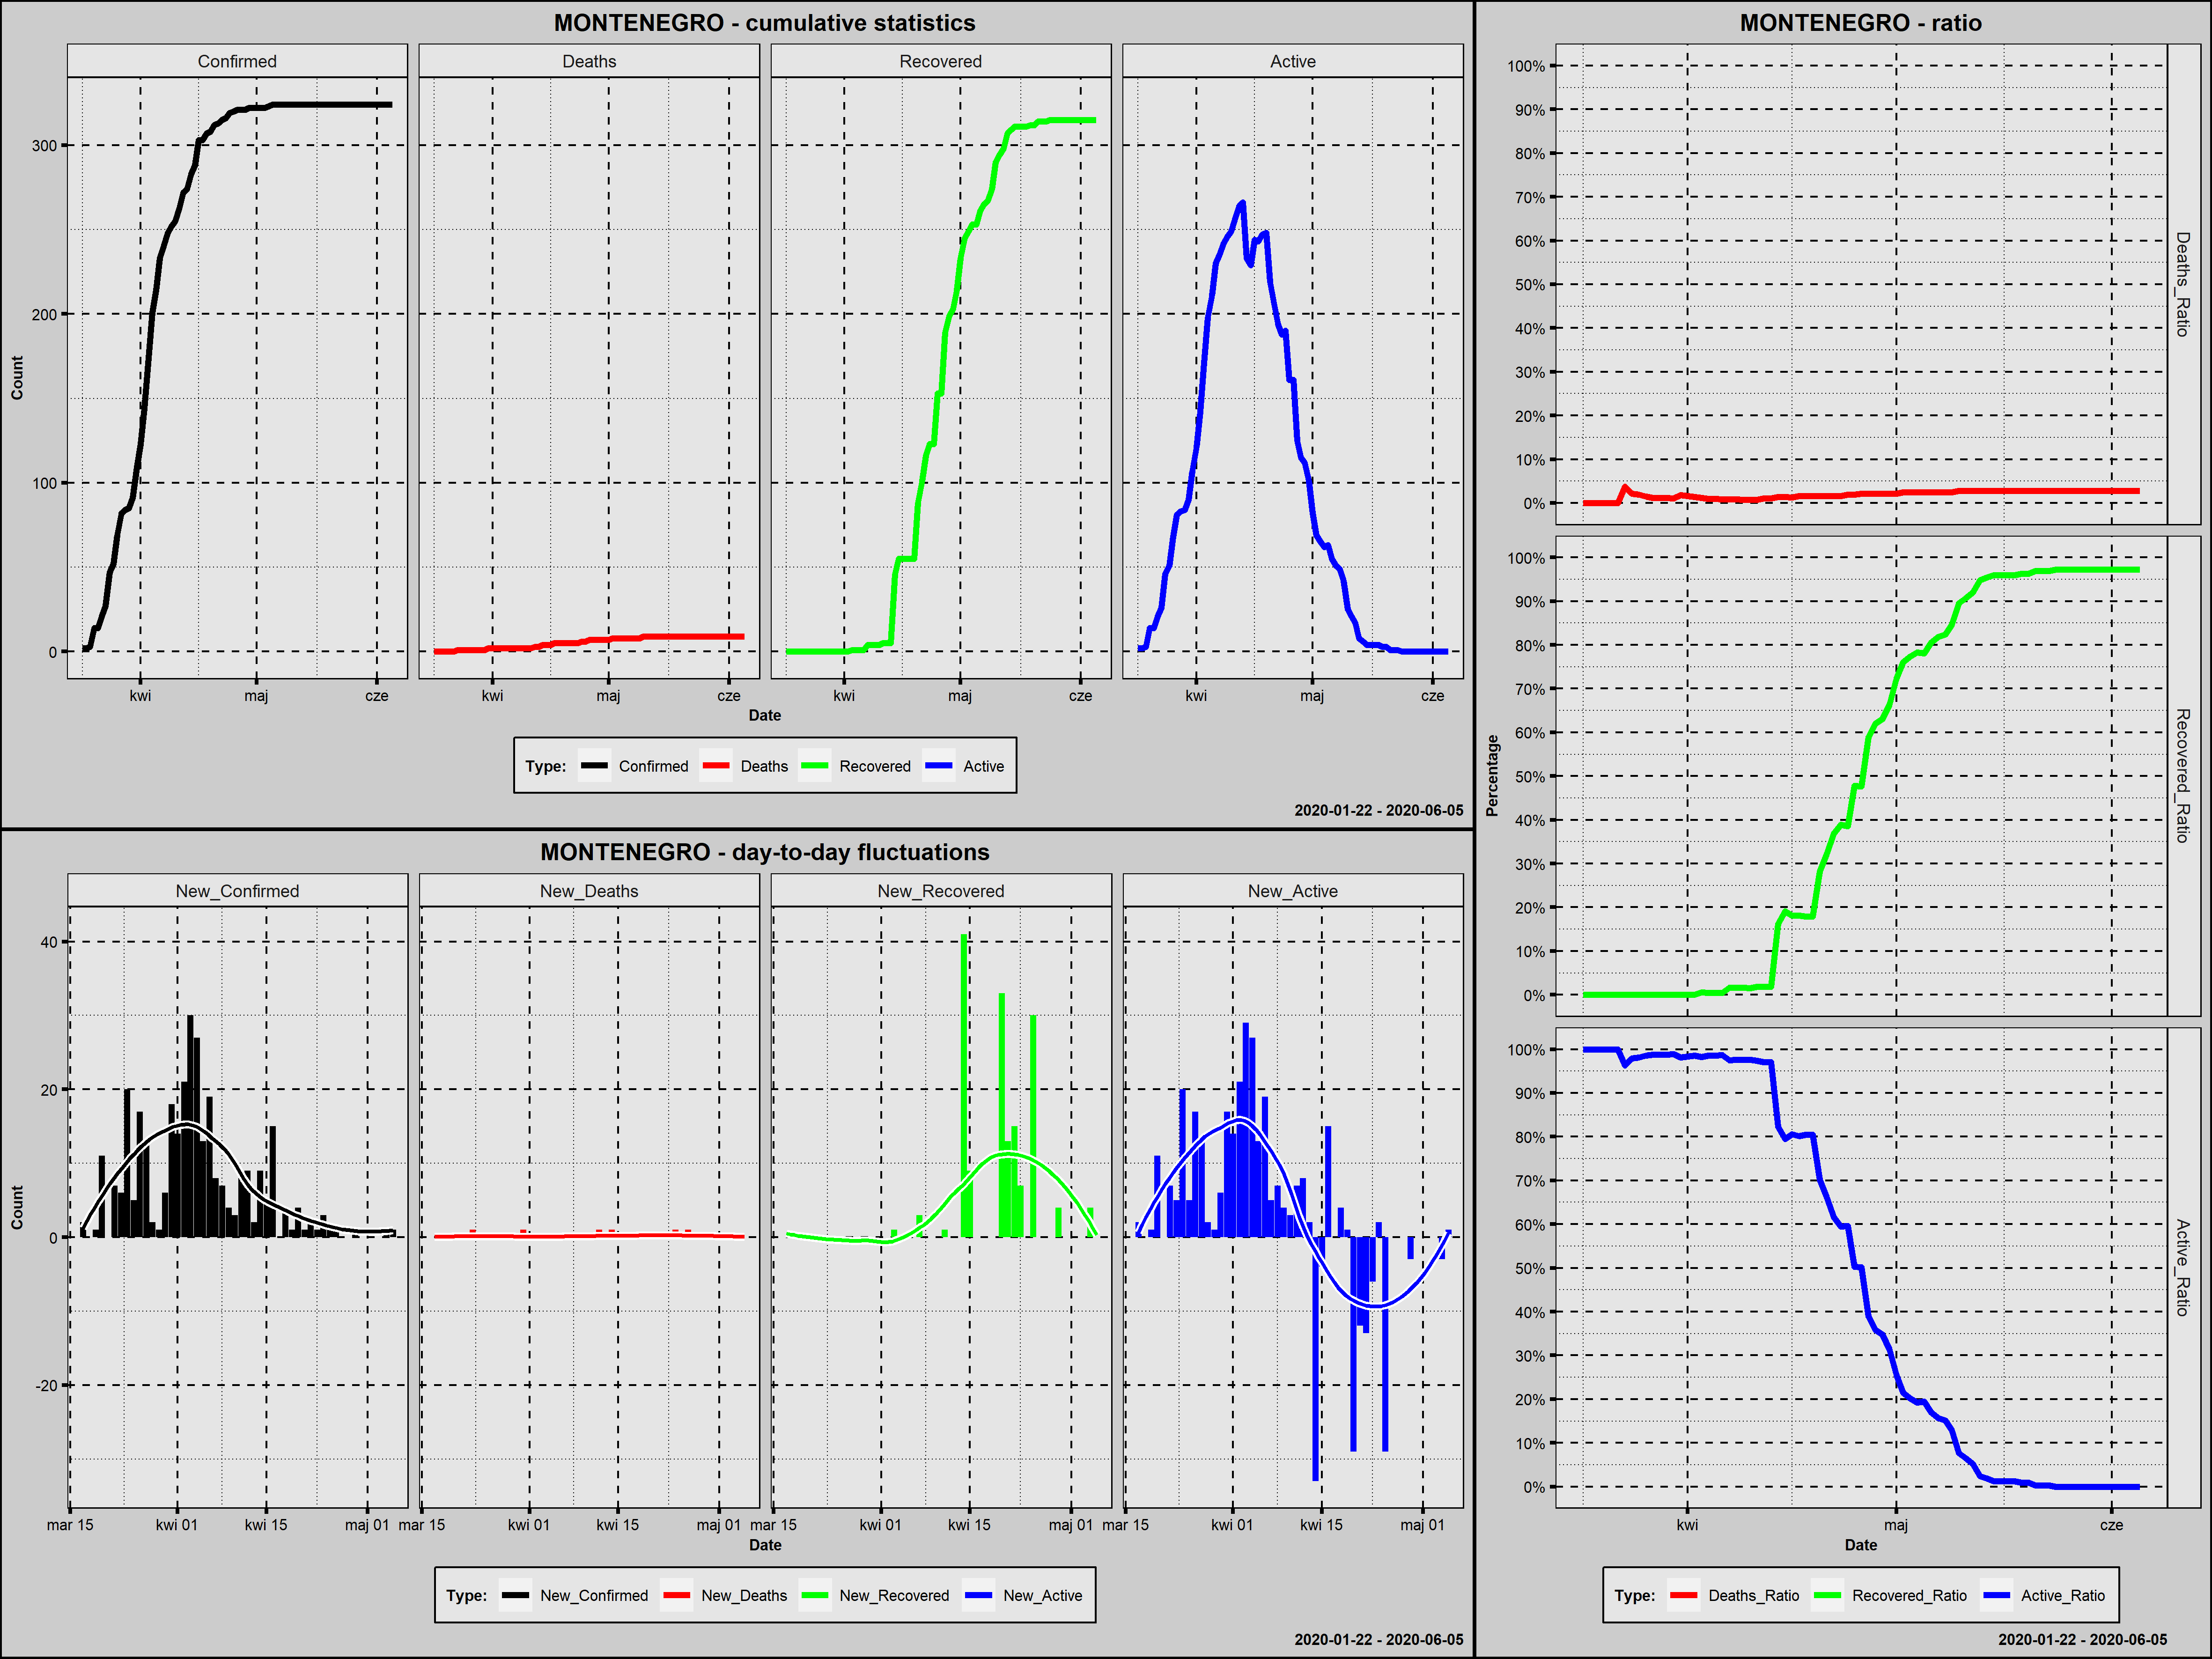 MONTENEGRO - cumulative statistics
Confirmed Deaths Recovered Active
Count
300
200
100
0
kwi maj cze kwi maj cze kwi maj cze kwi maj cze
Date
Type: Confirmed Deaths Recovered Active
2020-01-22 - 2020-06-05
MONTENEGRO - day-to-day fluctuations
New_Confirmed New_Deaths New_Recovered New_Active
Count
40
20
0
-20
mar 15 kwi 01 kwi 15 maj 01 mar 15 kwi 01 kwi 15 maj 01 mar 15 kwi 01 kwi 15 maj 01 mar 15 kwi 01 kwi 15 maj 01
Date
Type: New_Confirmed New_Deaths New_Recovered New_Active
2020-01-22 - 2020-06-05
MONTENEGRO - ratio
Percentage
100%
90%
80%
70%
60%
50%
40%
30%
20%
10%
0%
Deaths_Ratio
100%
90%
80%
70%
60%
50%
40%
30%
20%
10%
0%
Recovered_Ratio
100%
90%
80%
70%
60%
50%
40%
30%
20%
10%
0%
Active_Ratio
kwi maj cze
Date
Type: Deaths_Ratio Recovered_Ratio Active_Ratio
2020-01-22 - 2020-06-05